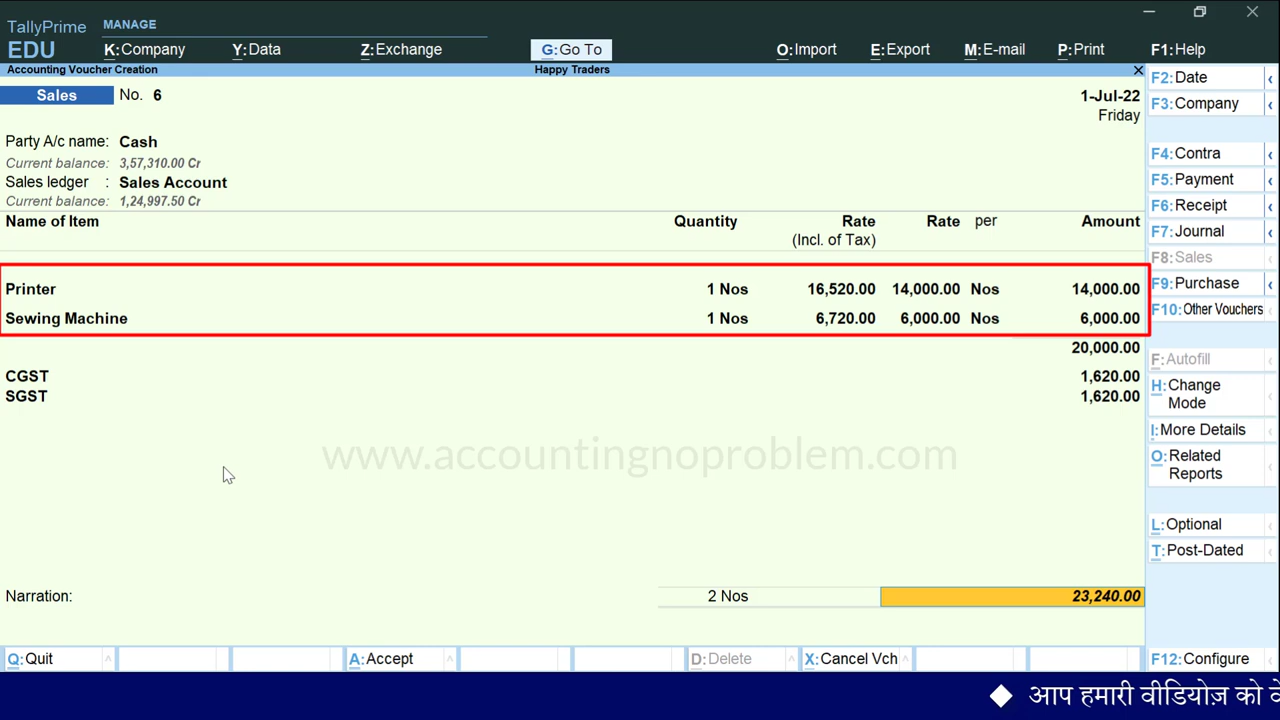 TallyPrime MANAGE
EDU K:Company Y:Data Z:Exchange G:Go To O:Import E:Export M:E-mail P:Print F1:Help
Accounting Voucher Creation Happy Traders
Sales No. 6 1-Jul-22
Friday
Party A/c name: Cash
Current balance: 3,57,310.00 Cr
Sales ledger : Sales Account
Current balance: 1,24,997.50 Cr
Name of Item Quantity Rate Rate per Amount
(Incl. of Tax)
Printer 1 Nos 16,520.00 14,000.00 Nos 14,000.00
Sewing Machine 1 Nos 6,720.00 6,000.00 Nos 6,000.00
20,000.00
CGST 1,620.00
SGST 1,620.00
www.accountingnoproblem.com
Narration: 2 Nos 23,240.00
F2:Date
F3:Company
F4:Contra
F5:Payment
F6:Receipt
F7:Journal
F8:Sales
F9:Purchase
F10:Other Vouchers
F:Autofill
H:Change
Mode
I:More Details
O:Related
Reports
L:Optional
T:Post-Dated
Q:Quit A:Accept D:Delete X:Cancel Vch F12:Configure
आप हमारी वीडियोज़ को